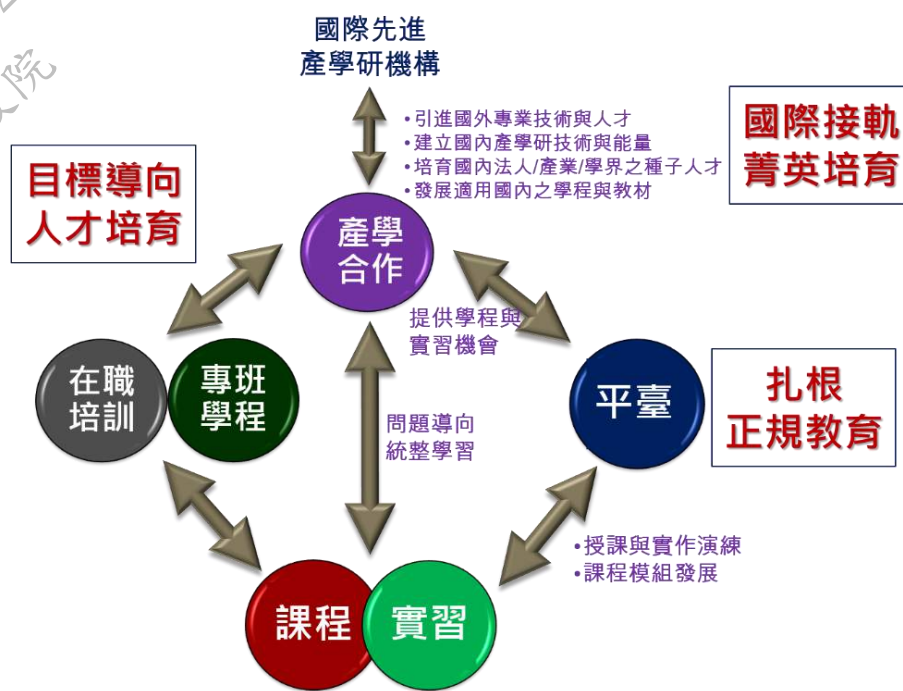 國際先進
產學研機構
•引進國外專業技術與人才
•建立國內產學研技術與能量
•培育國內法人/產業/學界之種子人才
•發展適用國內之學程與教材
國際接軌
菁英培育
目標導向
人才培育
產學
合作
提供學程與
實習機會
在職
培訓
專班
學程
平臺
扎根
正規教育
問題導向
統整學習
•授課與實作演練
•課程模組發展
課程
實習
院